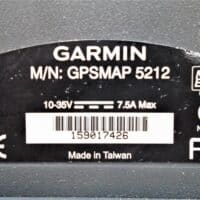 GARMIN
M/N: GPSMAP 5212
10-35V 7.5A Max
159017426
Made in Taiwan